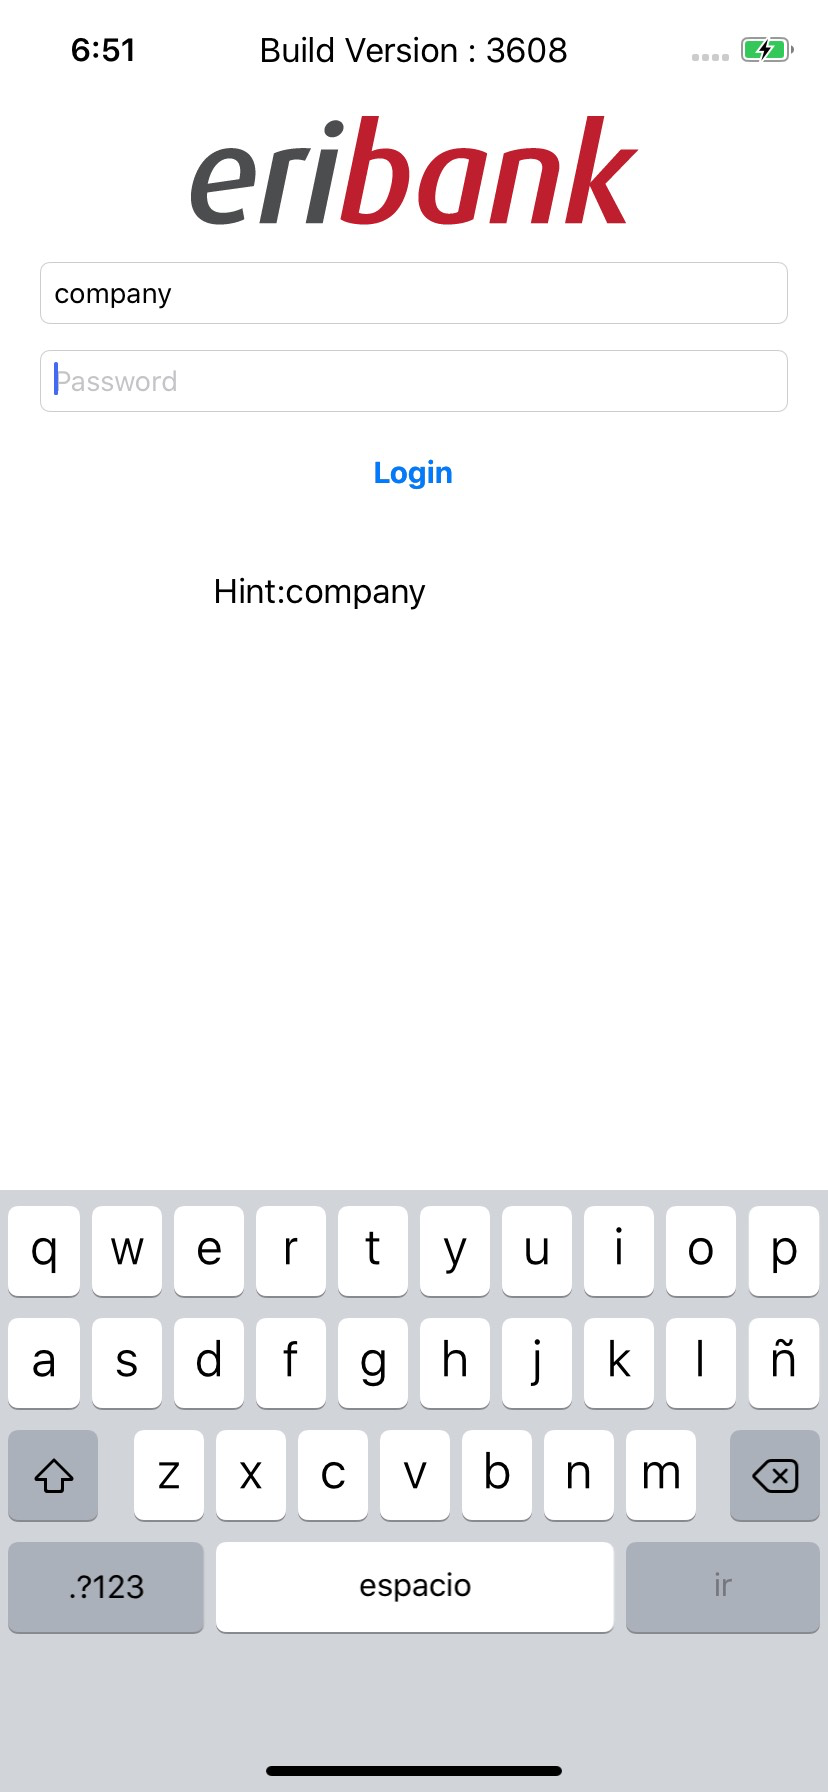 6:51
Build Version : 3608
eribank
company
Password
Login
Hint:company
q w e r t y u i o p
a s d f g h j k l ñ
z x c v b n m
.?123 espacio ir